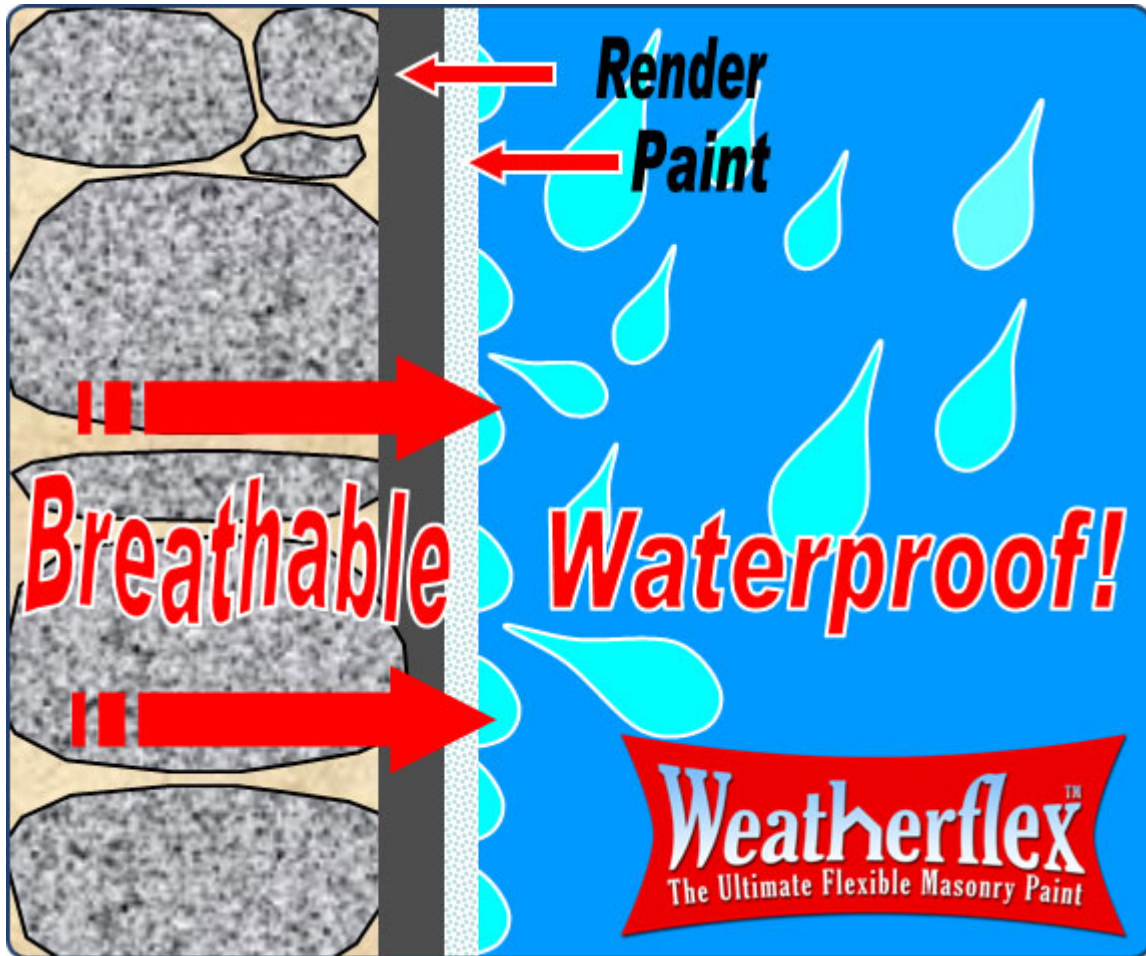 Render
Paint
Breathable
Waterproof!
Weatherflex™
The Ultimate Flexible Masonry Paint